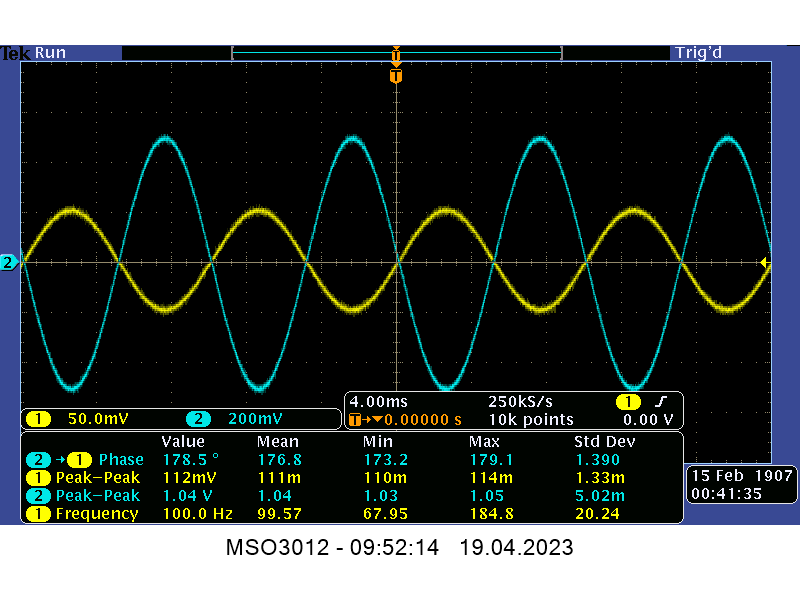 Tek Run
Trig'd
T
T
2
4.00ms 250kS/s 1
T→▼0.00000 s 10k points 0.00 V
1 50.0mV 2 200mV
Value Mean Min Max Std Dev
2 →1 Phase 178.5 ° 176.8 173.2 179.1 1.390
1 Peak-Peak 112mV 111m 110m 114m 1.33m
2 Peak-Peak 1.04 V 1.04 1.03 1.05 5.02m
1 Frequency 100.0 Hz 99.57 67.95 184.8 20.24
15 Feb 1907
00:41:35
MSO3012 - 09:52:14 19.04.2023